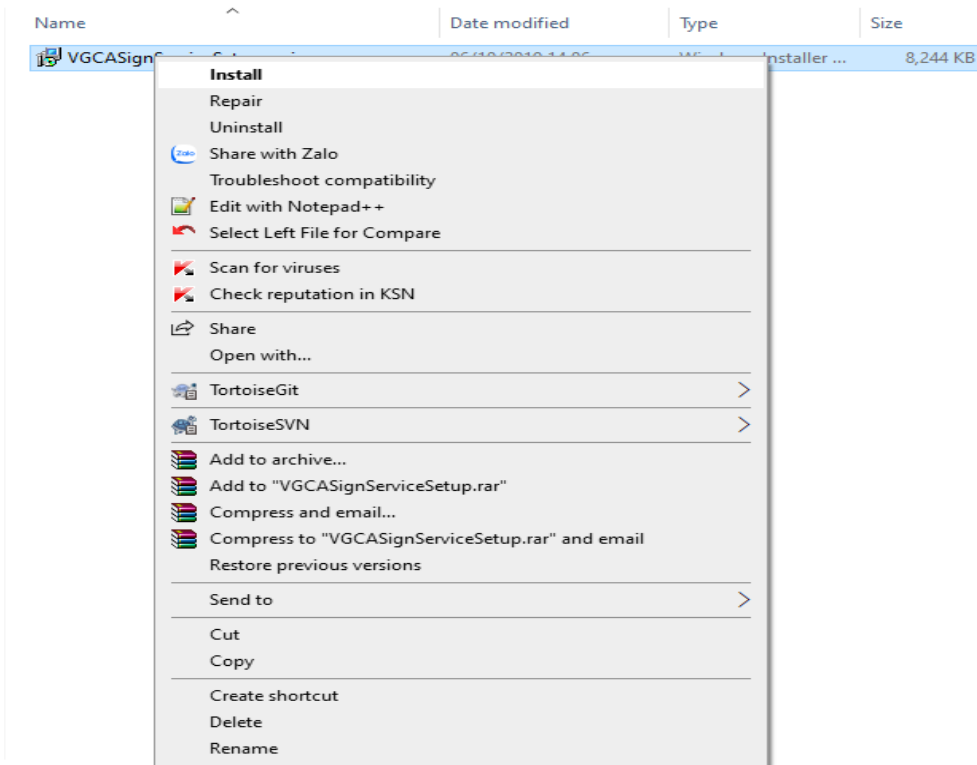 Name Date modified Type Size
VGCASign 8,244 KB
Install
Repair
Uninstall
Zalo Share with Zalo
Troubleshoot compatibility
Edit with Notepad++
Select Left File for Compare
Scan for viruses
Check reputation in KSN
Share
Open with...
TortoiseGit
TortoiseSVN
Add to archive...
Add to "VGCASignServiceSetup.rar"
Compress and email...
Compress to "VGCASignServiceSetup.rar" and email
Restore previous versions
Send to
Cut
Copy
Create shortcut
Delete
Rename